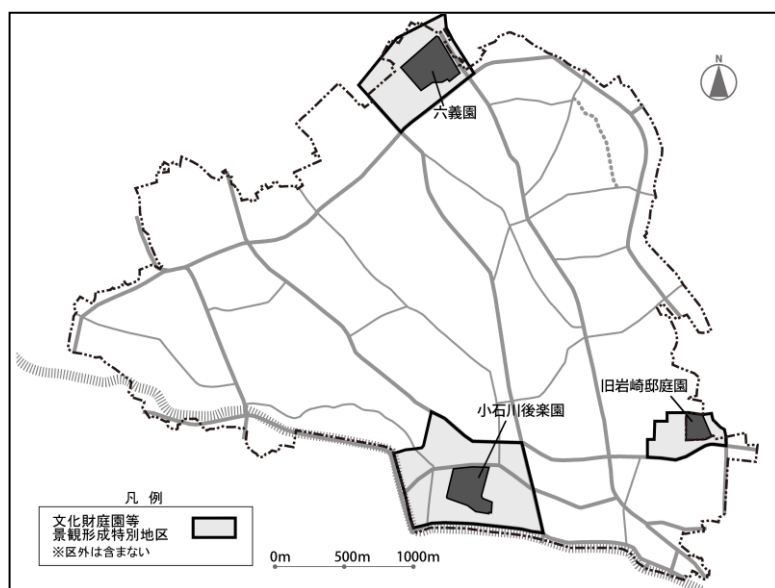 N
六義園
旧岩崎邸庭園
小石川後楽園
凡 例
文化財庭園等
景観形成特別地区
※区外は含まない
0m 500m 1000m